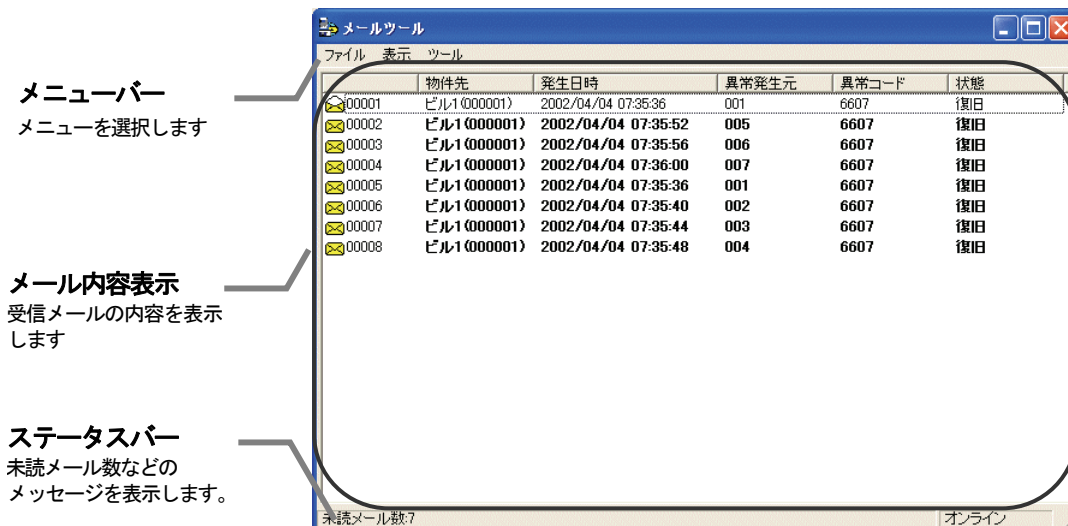 メールツール
ファイル 表示 ツール
メニューバー
メニューを選択します
物件先 発生日時 異常発生元 異常コード 状態
00001 ビル1(000001) 2002/04/04 07:35:36 001 6607 復旧
00002 ビル1(000001) 2002/04/04 07:35:52 005 6607 復旧
00003 ビル1(000001) 2002/04/04 07:35:56 006 6607 復旧
00004 ビル1(000001) 2002/04/04 07:36:00 007 6607 復旧
00005 ビル1(000001) 2002/04/04 07:35:36 001 6607 復旧
00006 ビル1(000001) 2002/04/04 07:35:40 002 6607 復旧
00007 ビル1(000001) 2002/04/04 07:35:44 003 6607 復旧
00008 ビル1(000001) 2002/04/04 07:35:48 004 6607 復旧
メール内容表示
受信メールの内容を表示
します
ステータスバー
未読メール数などの
メッセージを表示します。
未読メール数:7 オンライン